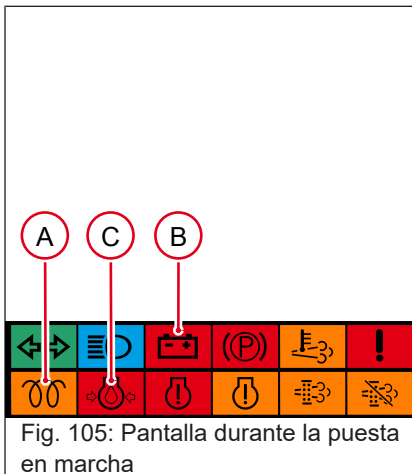 A C B
(P) !
! !
Fig. 105: Pantalla durante la puesta
en marcha